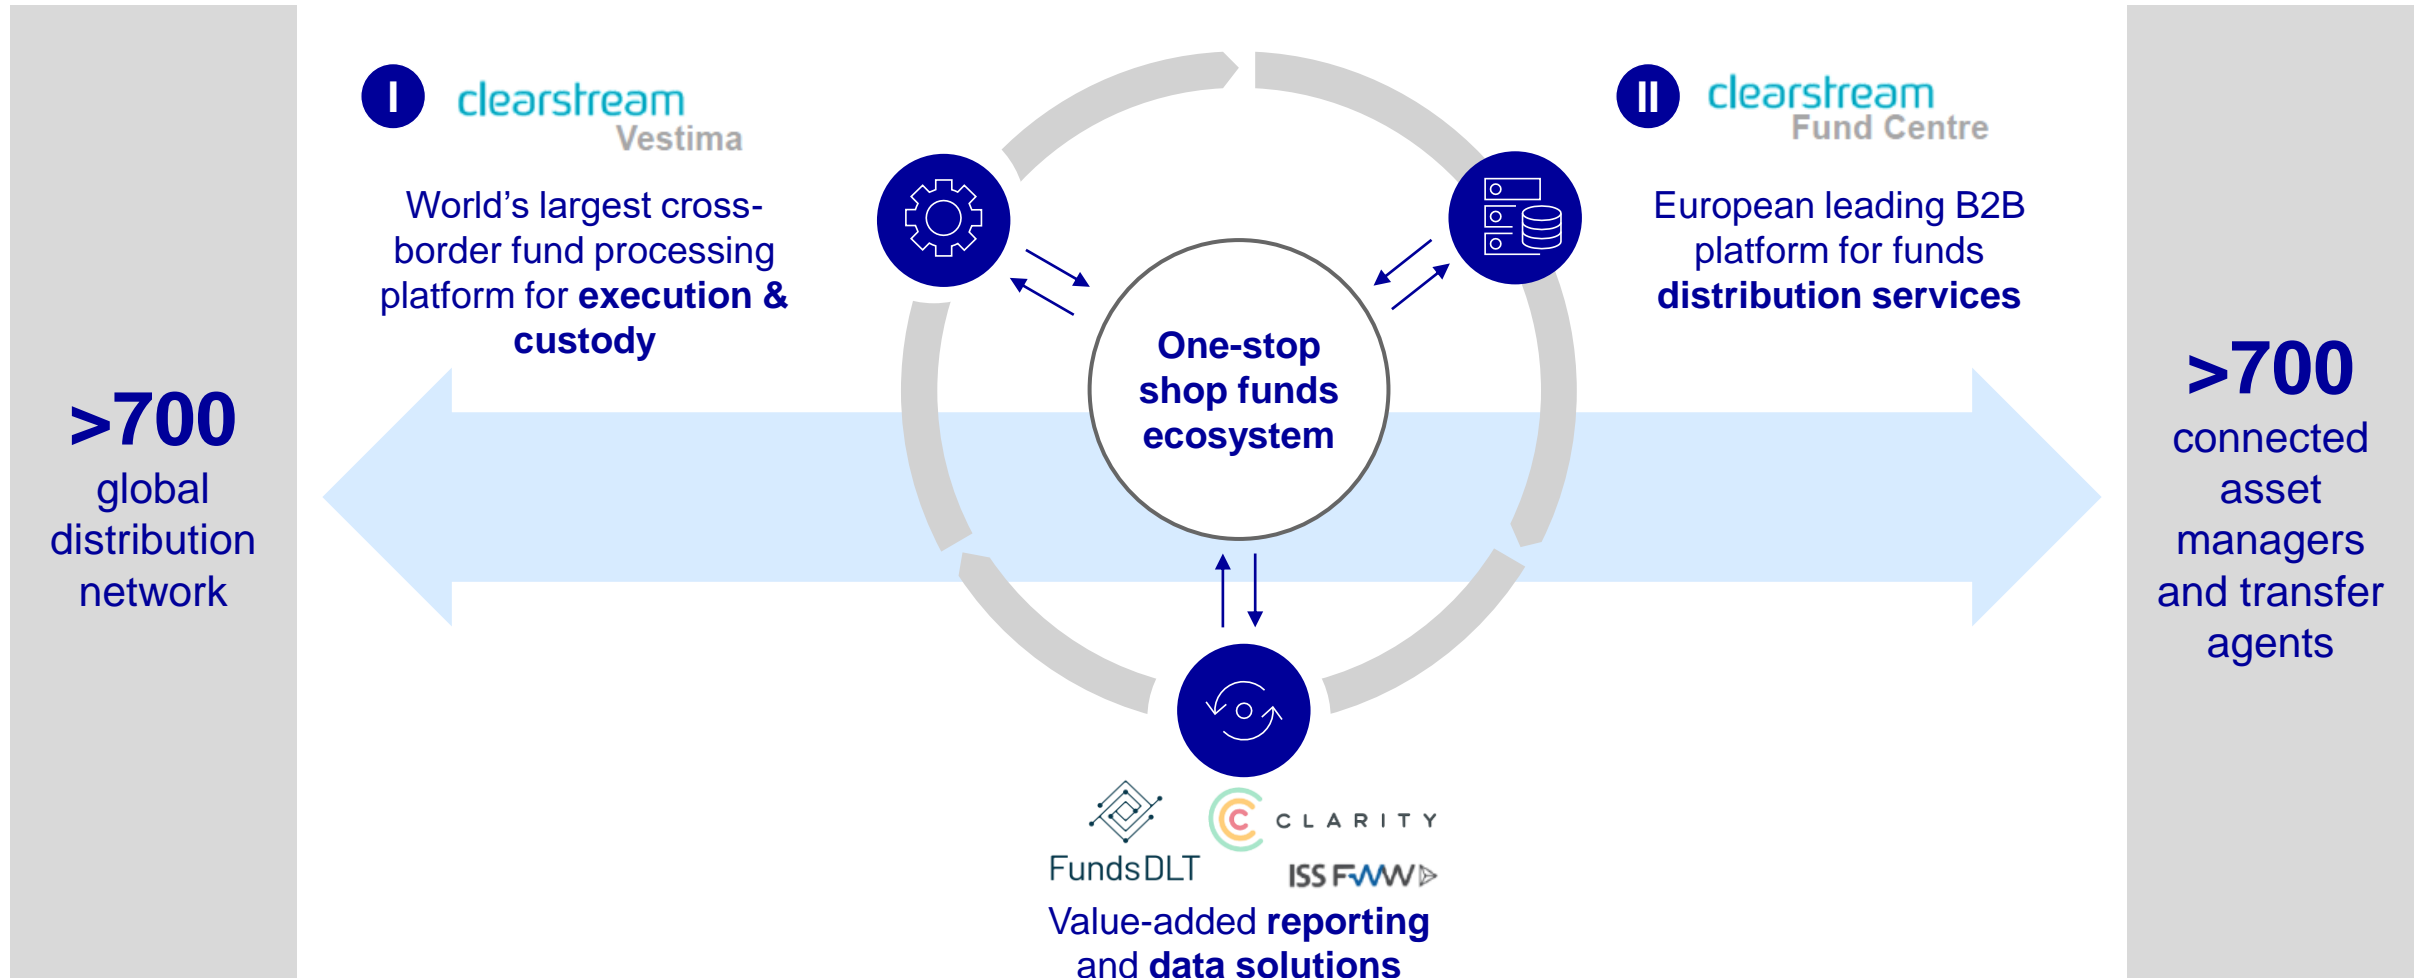 >700
global
distribution
network
I
clearstream
Vestima
World’s largest cross-
border fund processing
platform for execution &
custody
One-stop
shop funds
ecosystem
II
clearstream
Fund Centre
European leading B2B
platform for funds
distribution services
FundsDLT
C CLARITY
ISS FWW
Value-added reporting
and data solutions
>700
connected
asset
managers
and transfer
agents